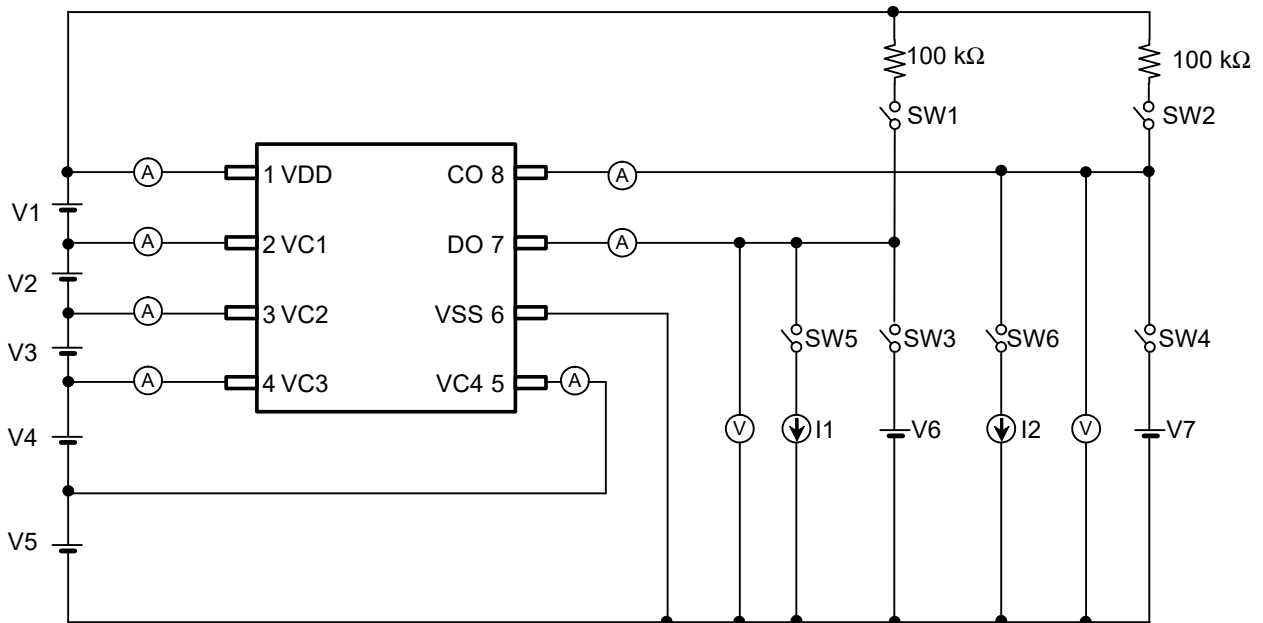 100 kΩ
100 kΩ
SW1
SW2
A
1 VDD
CO 8
A
V1
A
2 VC1
DO 7
A
V2
A
3 VC2
VSS 6
SW5
SW3
SW6
SW4
V3
A
4 VC3
VC4 5
A
V4
V
I1
V6
I2
V
V7
V5